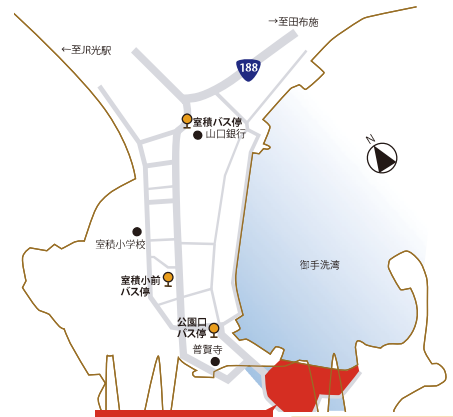 →至田布施
←至JR光駅
188
室積バス停
山口銀行
N
室積小学校
御手洗湾
室積小前
バス停
公園口
バス停
普賢寺